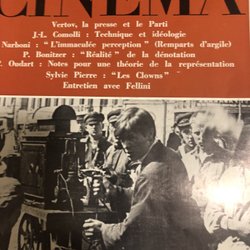 CINEMA
Vertov, la presse et le Parti
J.-L. Comolli : Technique et idéologie
Narboni : "L'immaculée perception" (Remparts d'argile)
P. Bonitzer : "Réalité" de la dénotation
P. Oudart : Notes pour une théorie de la représentation
Sylvie Pierre : "Les Clowns"
Entretien avec Fellini